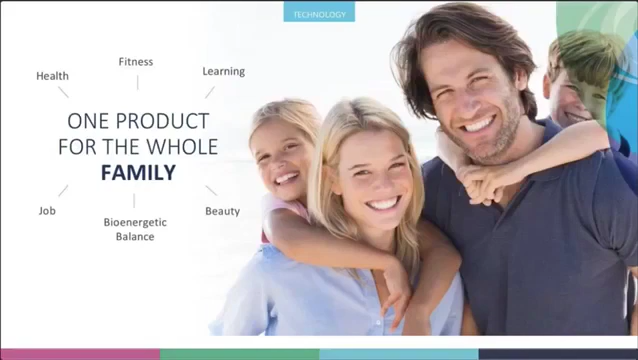 TECHNOLOGY
Fitness
Health
Learning
ONE PRODUCT
FOR THE WHOLE
FAMILY
Job
Bioenergetic
Balance
Beauty